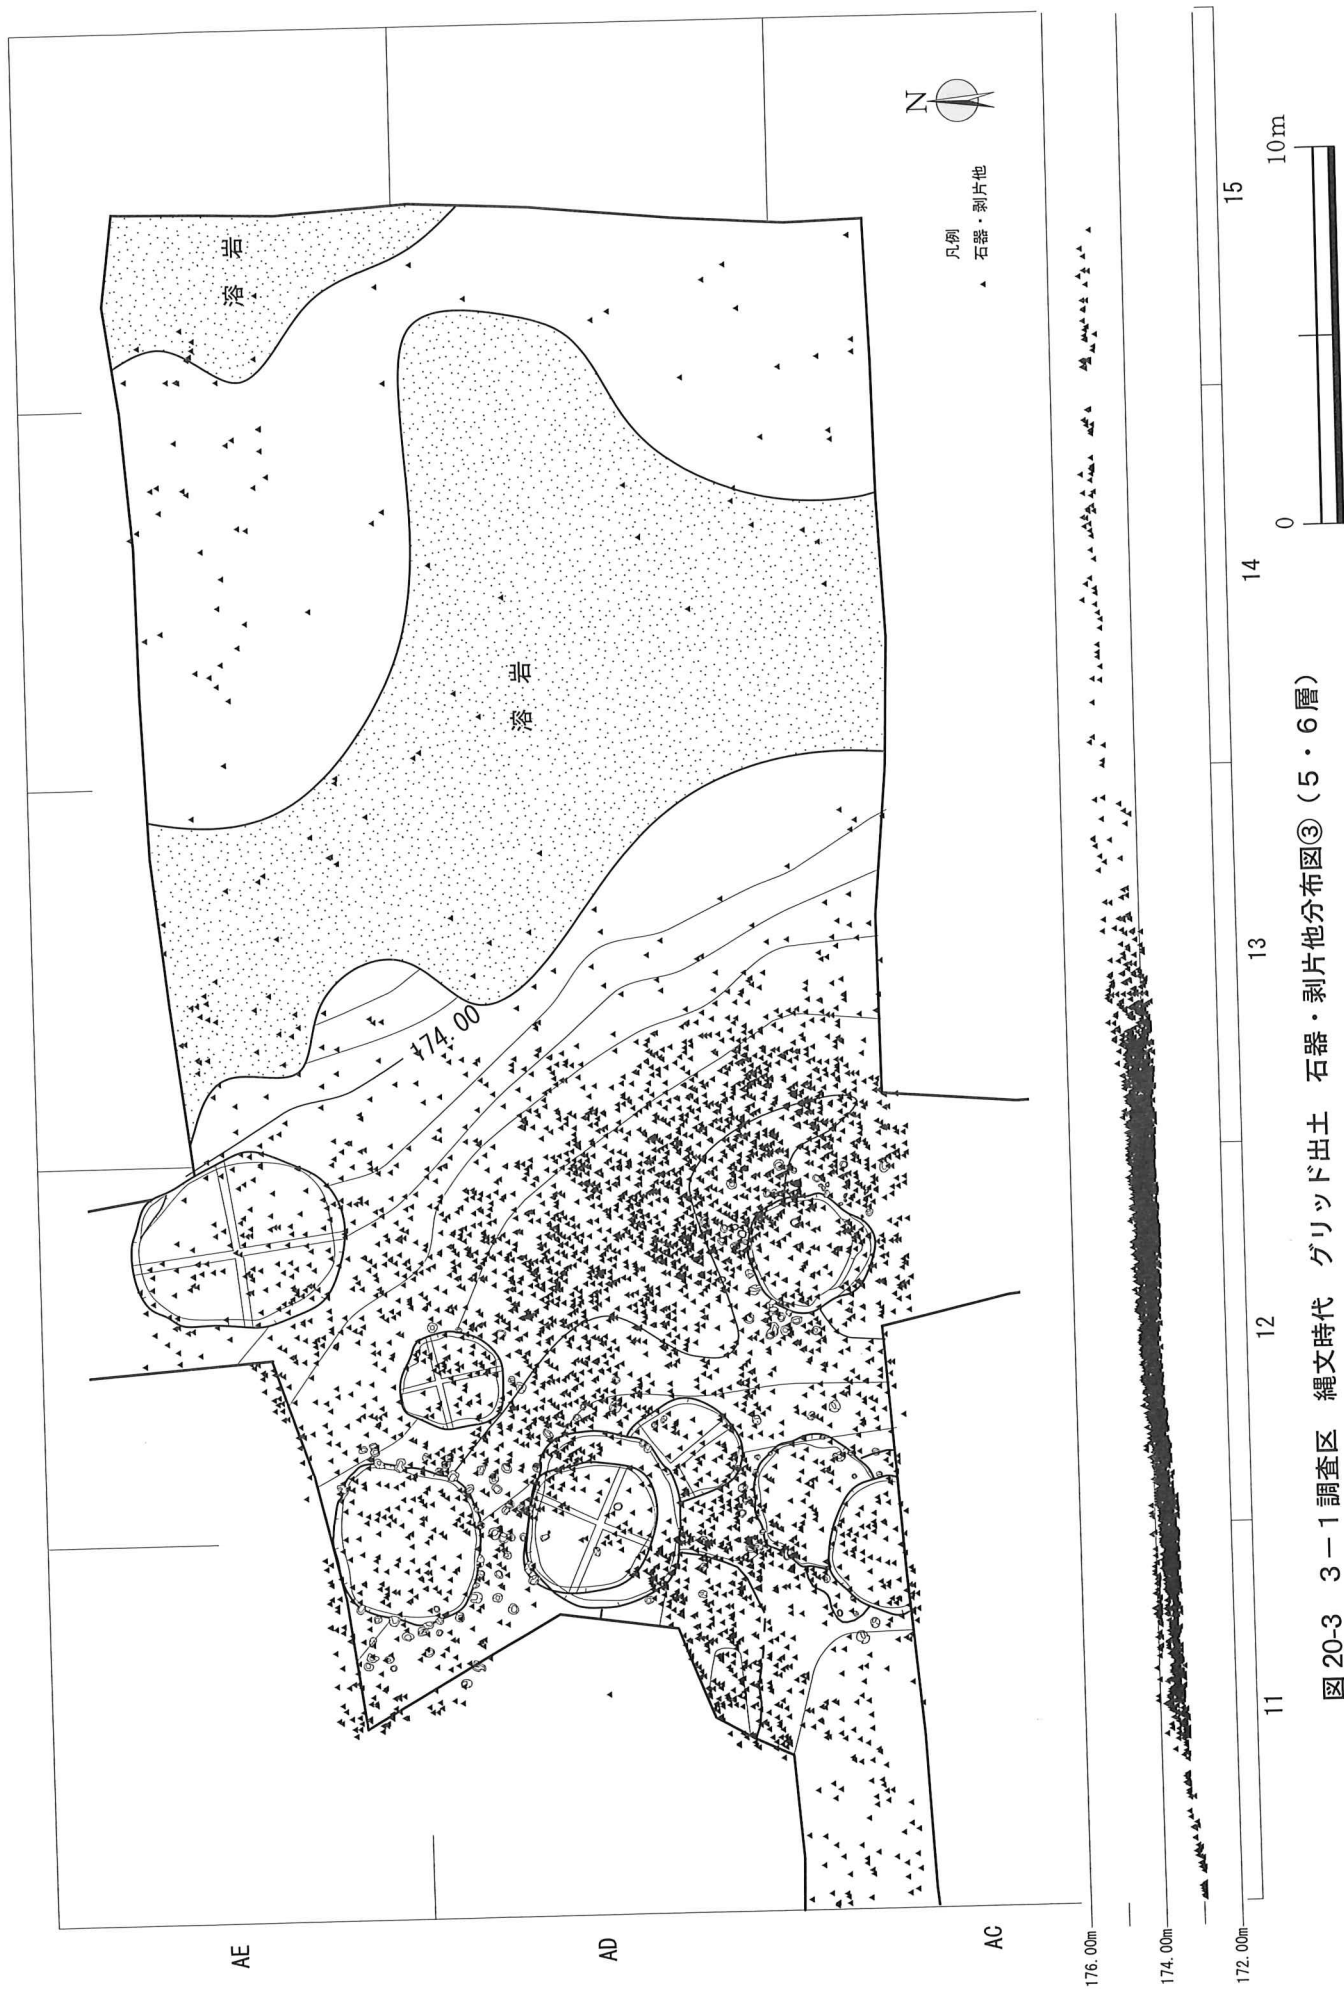 溶 岩
溶 岩
174.00
N
凡例
▲ 石器・剥片他
AE
AD
AC
176.00m
174.00m
172.00m
11
12
13
14
15
0
10m
図 20-3 3－1調査区 縄文時代 グリッド出土 石器・剥片他分布図③（5・6層）